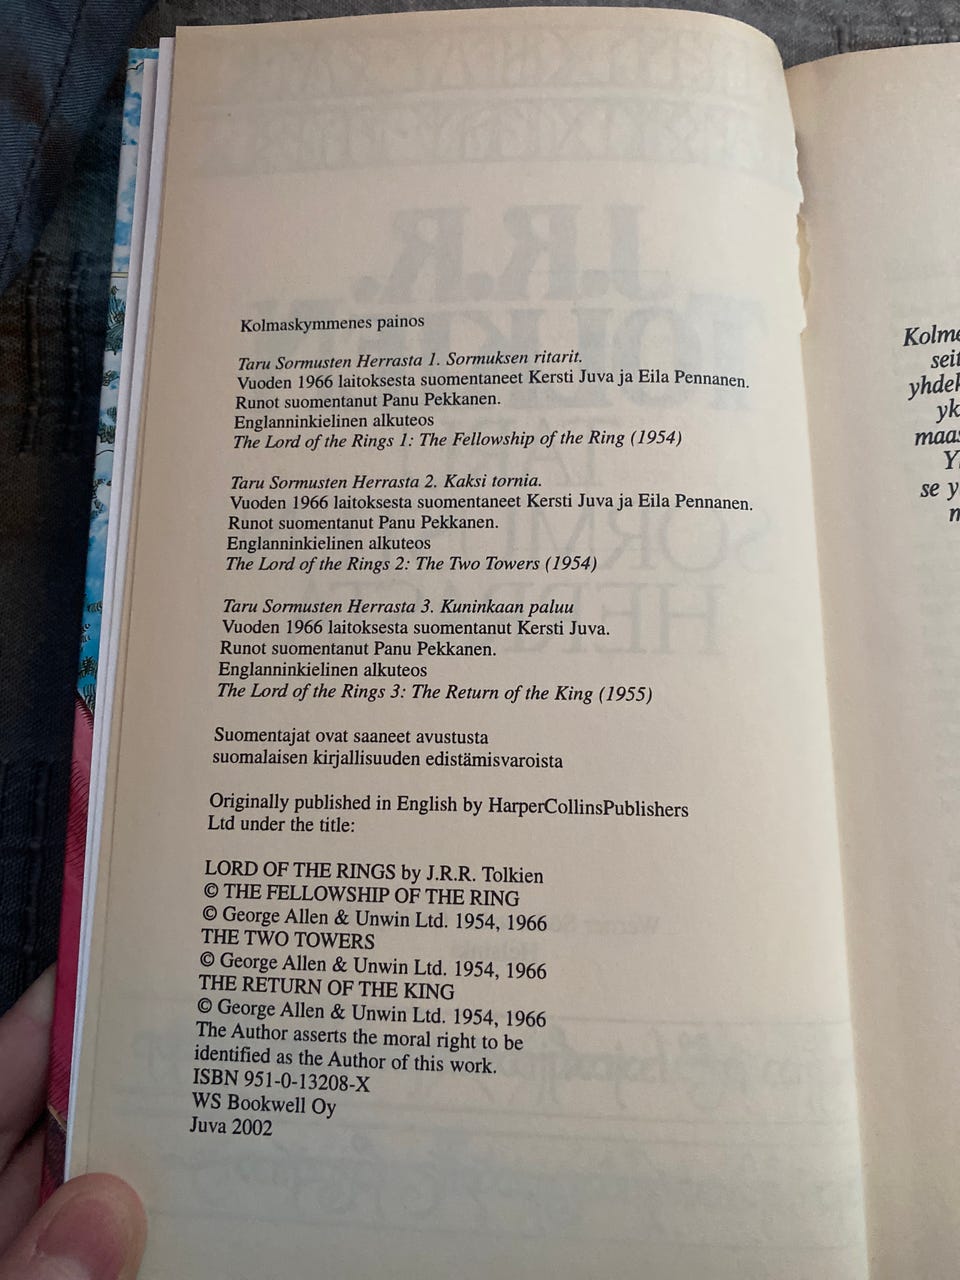 Kolmaskymmenes painos
Taru Sormusten Herrasta 1. Sormuksen ritarit.
Vuoden 1966 laitoksesta suomentaneet Kersti Juva ja Eila Pennanen.
Runot suomentanut Panu Pekkanen.
Englanninkielinen alkuteos
The Lord of the Rings 1: The Fellowship of the Ring (1954)
Taru Sormusten Herrasta 2. Kaksi tornia.
Vuoden 1966 laitoksesta suomentaneet Kersti Juva ja Eila Pennanen.
Runot suomentanut Panu Pekkanen.
Englanninkielinen alkuteos
The Lord of the Rings 2: The Two Towers (1954)
Taru Sormusten Herrasta 3. Kuninkaan paluu
Vuoden 1966 laitoksesta suomentanut Kersti Juva.
Runot suomentanut Panu Pekkanen.
Englanninkielinen alkuteos
The Lord of the Rings 3: The Return of the King (1955)
Suomentajat ovat saaneet avustusta
suomalaisen kirjallisuuden edistämisvaroista
Originally published in English by HarperCollinsPublishers
Ltd under the title:
LORD OF THE RINGS by J.R.R. Tolkien
© THE FELLOWSHIP OF THE RING
© George Allen & Unwin Ltd. 1954, 1966
THE TWO TOWERS
© George Allen & Unwin Ltd. 1954, 1966
THE RETURN OF THE KING
© George Allen & Unwin Ltd. 1954, 1966
The Author asserts the moral right to be
identified as the Author of this work.
ISBN 951-0-13208-X
WS Bookwell Oy
Juva 2002
Kolme
seit
yhdek
yk
maas
Y
se y